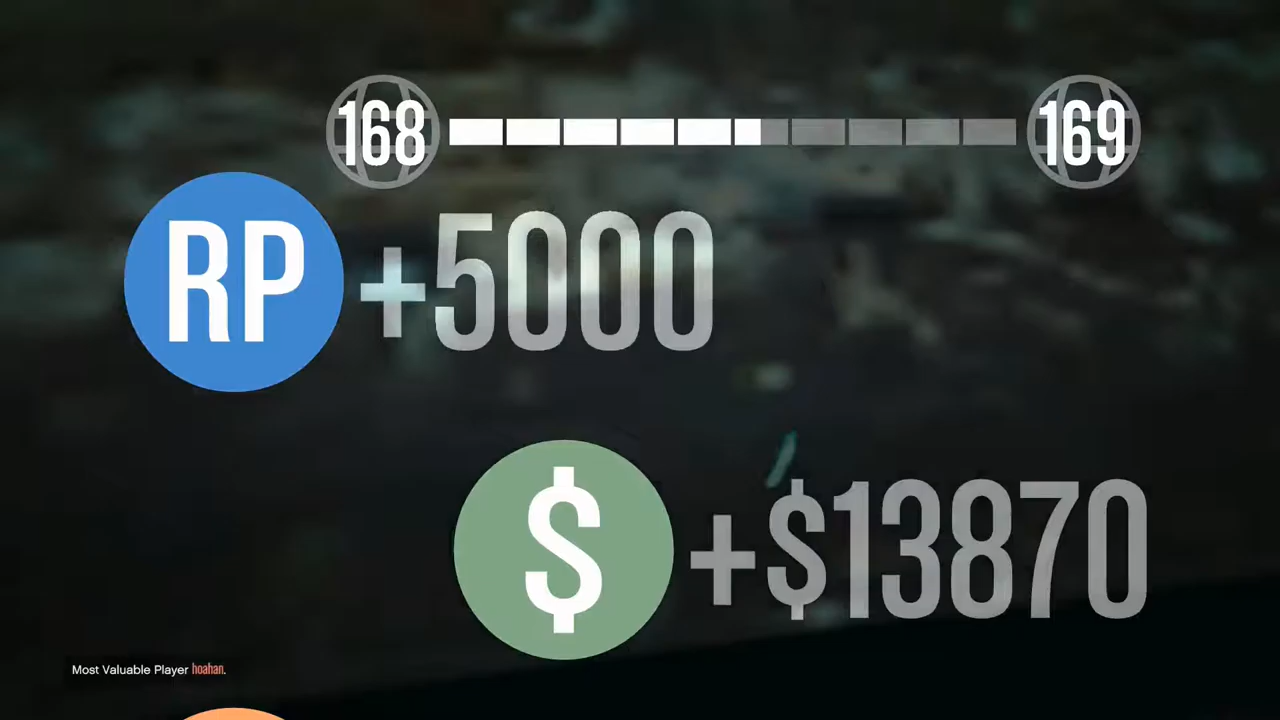 168 169
RP +5000
$ +$13870
Most Valuable Player hoahan.